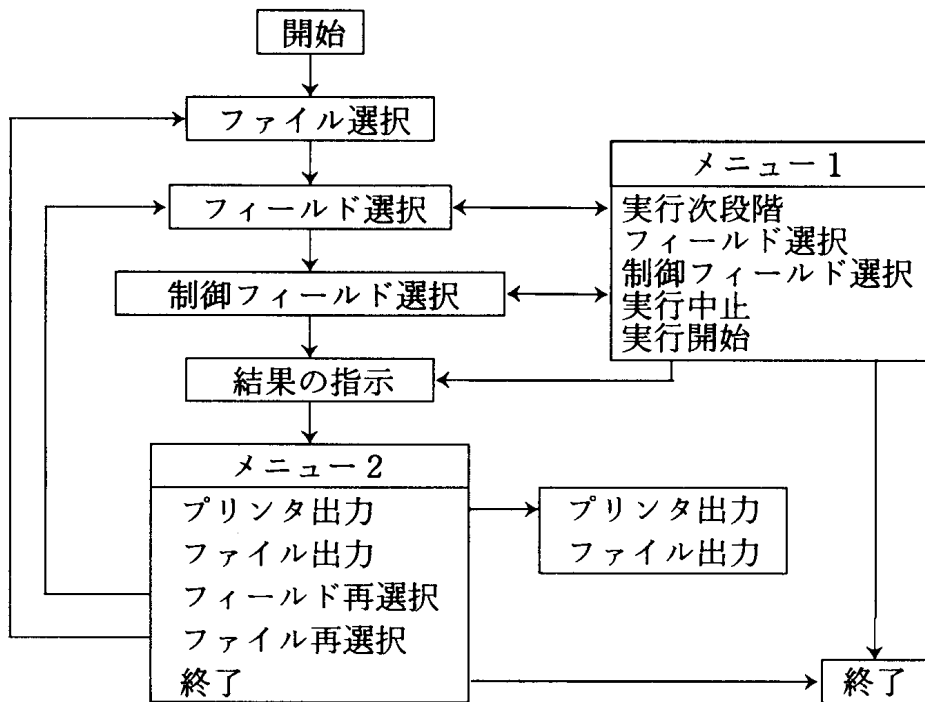 開始
ファイル選択
フィールド選択
制御フィールド選択
結果の指示
メニュー1
実行次段階
フィールド選択
制御フィールド選択
実行中止
実行開始
メニュー2
プリンタ出力
ファイル出力
フィールド再選択
ファイル再選択
終了
プリンタ出力
ファイル出力
終了